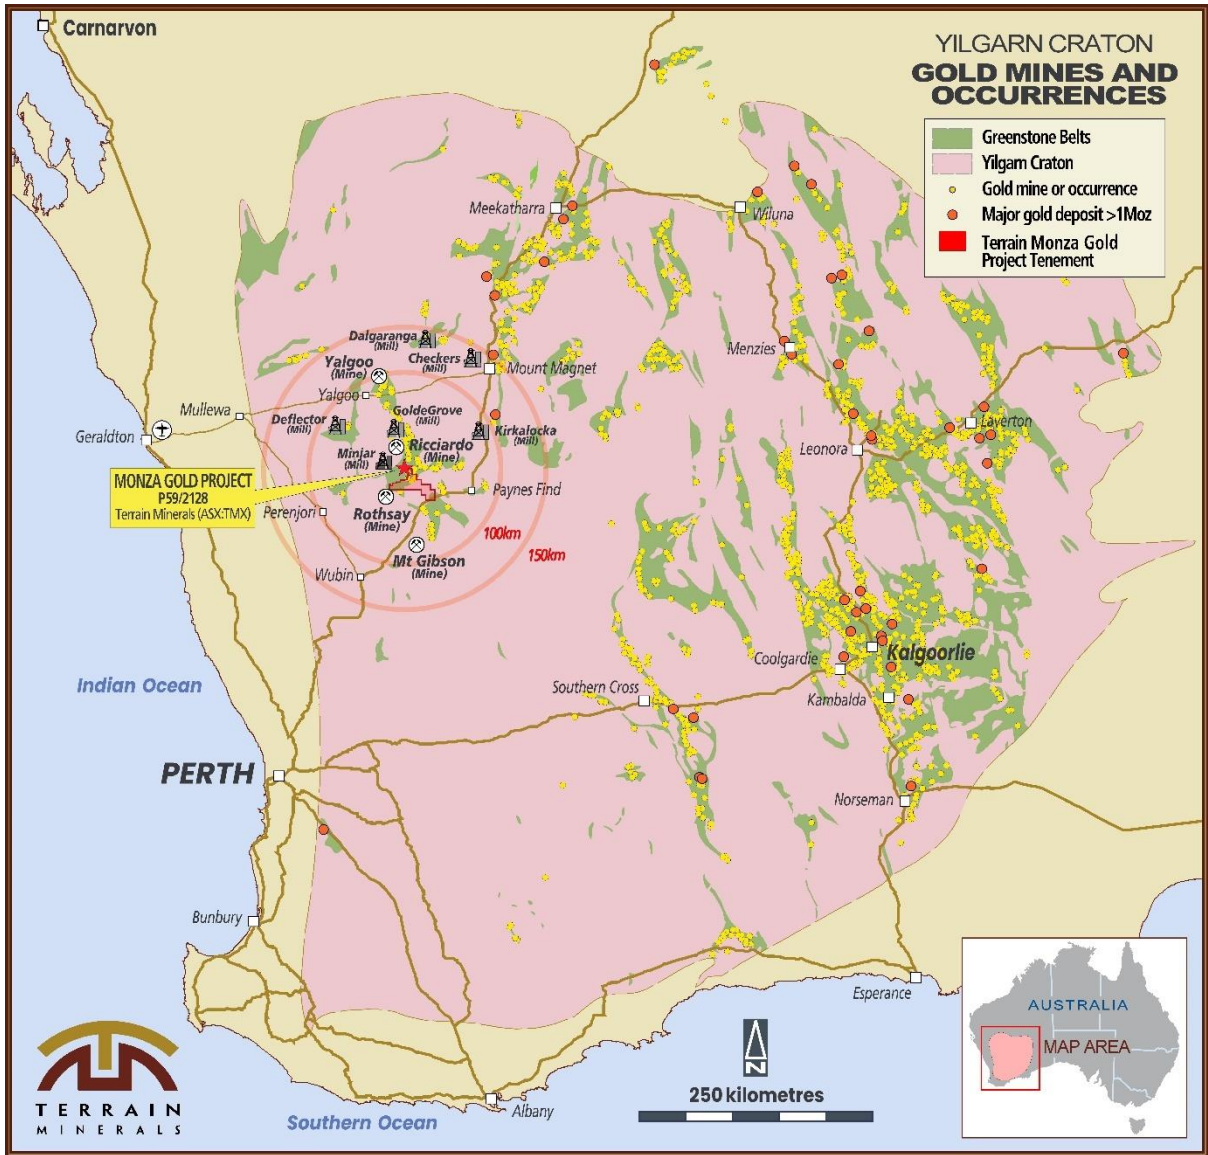 Carnarvon
YILGARN CRATON
GOLD MINES AND
OCCURRENCES
Greenstone Belts
Yilgarn Craton
Gold mine or occurrence
Major gold deposit >1Moz
Terrain Monza Gold
Project Tenement
Meekatharra
Wiluna
Dalgaranga
(Mill)
Checkers
(Mill)
Menzies
Yalgoo
(Mine)
Mount Magnet
Yalgoo
Mullewa
Deflector
(Mill)
GoldeGrove
(Mill)
Kirkalocka
(Mill)
Laverton
Geraldton
Ricciardo
(Mine)
Leonora
Minjar
(Mill)
MONZA GOLD PROJECT
P59/2128
Terrain Minerals (ASX:TMX)
Paynes Find
Perenjori
Rothsay
(Mine)
100km
150km
Mt Gibson
(Mine)
Wubin
Kalgoorlie
Coolgardie
Indian Ocean
Southern Cross
Kambalda
PERTH
Norseman
Bunbury
Esperance
AUSTRALIA
MAP AREA
250 kilometres
N
Albany
Southern Ocean
TERRAIN
MINERALS